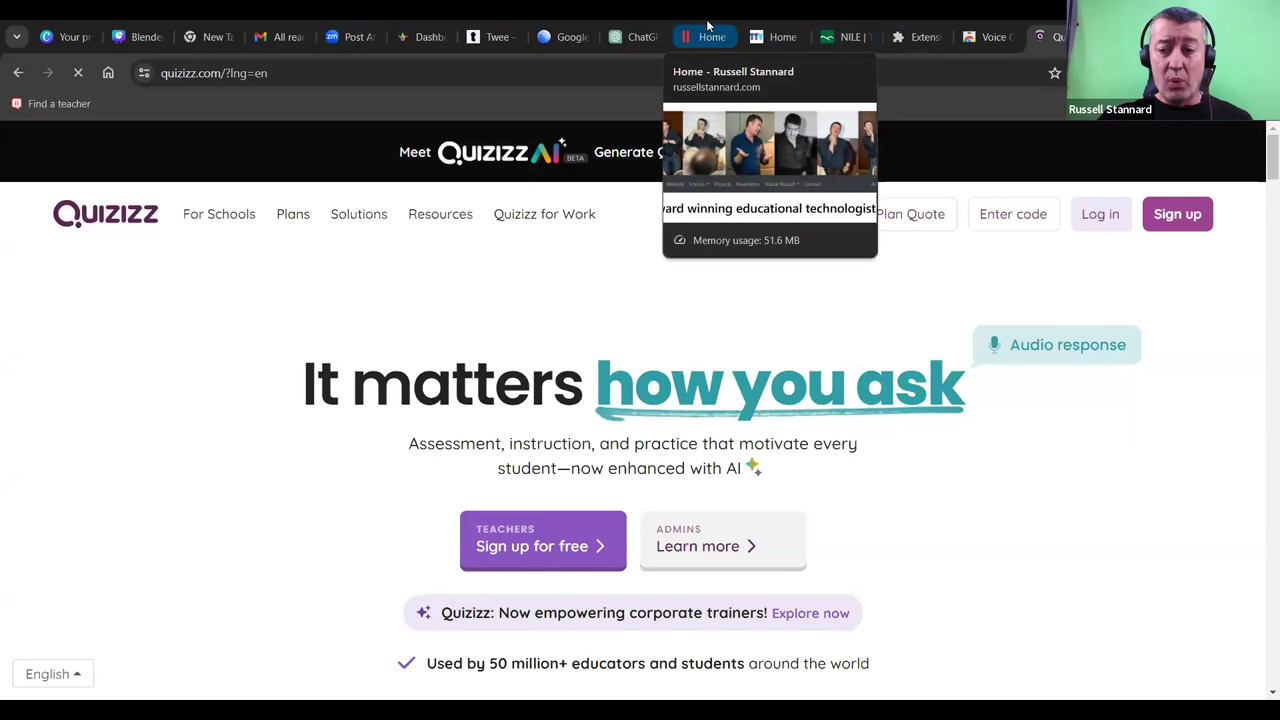 Your p
Blende
New Ta
All rea
Post A
Dashbo
Twee –
Google
ChatG
Home
Home
NILE | T
Extensi
Voice C
Qu
quizizz.com/?lng=en
Find a teacher
Russell Stannard
Home - Russell Stannard
russellstannard.com
ward winning educational technologist
Memory usage: 51.6 MB
Meet QUIZIZZ AI BETA Generate Q
QUIZIZZ
For Schools
Plans
Solutions
Resources
Quizizz for Work
Plan Quote
Enter code
Log in
Sign up
Audio response
It matters how you ask
Assessment, instruction, and practice that motivate every
student—now enhanced with AI
TEACHERS
Sign up for free
ADMINS
Learn more
Quizizz: Now empowering corporate trainers! Explore now
Used by 50 million+ educators and students around the world
English